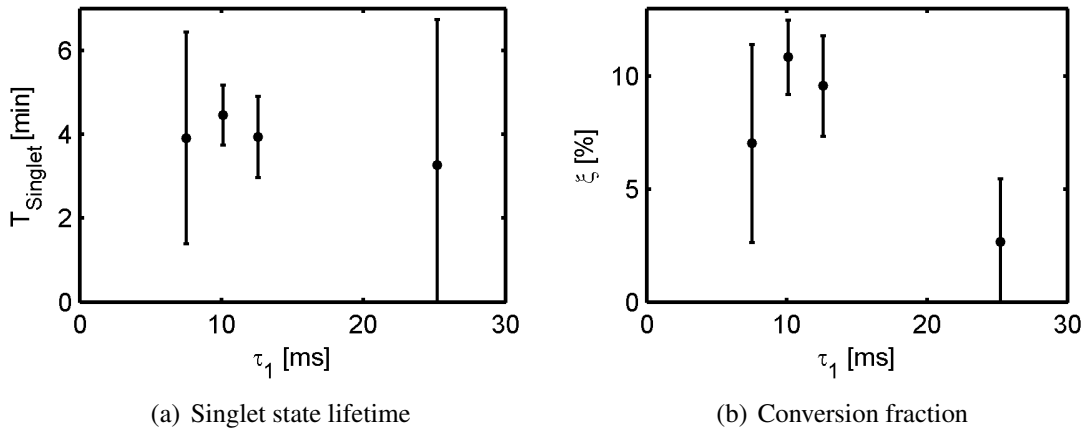 6
4
2
0
T_Singlet [min]
0 10 20 30
τ_1 [ms]
(a) Singlet state lifetime
10
5
0
ξ [%]
0 10 20 30
τ_1 [ms]
(b) Conversion fraction